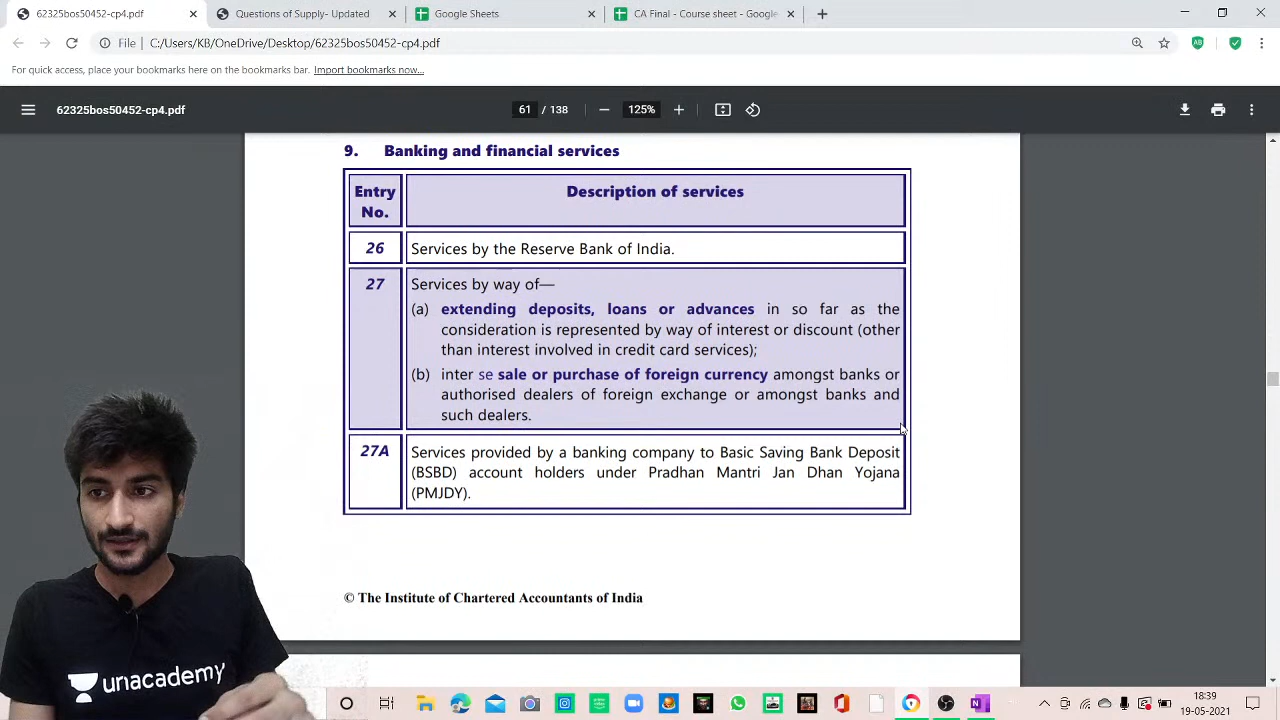 62325bos50452-cp4.pdf
Questions of Supply- Updated
Google Sheets
CA Final - Course sheet - Google
File
C:/Users/KB/OneDrive/Desktop/62325bos50452-cp4.pdf
For quick access, place your bookmarks here on the bookmarks bar. Import bookmarks now...
62325bos50452-cp4.pdf
61 / 138
125%
9. Banking and financial services
Entry No.
Description of services
26
Services by the Reserve Bank of India.
27
Services by way of—
(a) extending deposits, loans or advances in so far as the
consideration is represented by way of interest or discount (other
than interest involved in credit card services);
(b) inter se sale or purchase of foreign currency amongst banks or
authorised dealers of foreign exchange or amongst banks and
such dealers.
27A
Services provided by a banking company to Basic Saving Bank Deposit
(BSBD) account holders under Pradhan Mantri Jan Dhan Yojana
(PMJDY).
© The Institute of Chartered Accountants of India
unacademy
18:39
19-05-2021